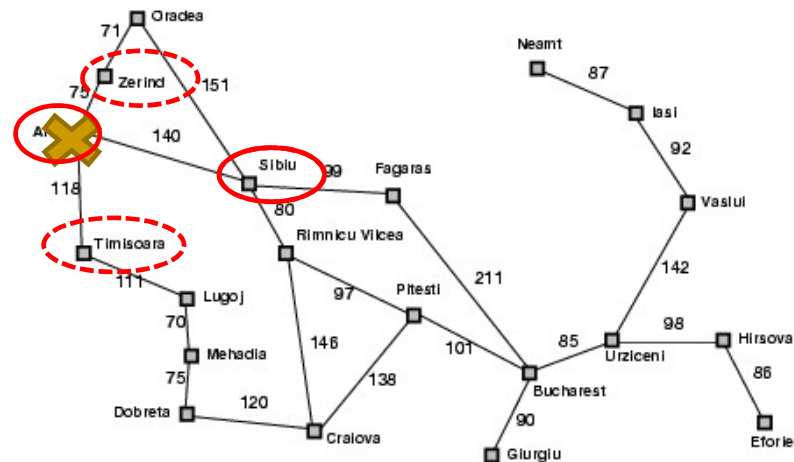 Oradea
71
Neamt
Zerind
87
75
151
Iasi
140
92
Sibiu
Fagaras
99
118
80
Vaslui
Timisoara
Rimnicu Vilcea
142
111
211
Lugoj
97
Pitesti
70
98
Hirsova
146
85
Mehadia
101
Urziceni
138
86
75
Bucharest
Dobreta
120
90
Craiova
Eforie
Giurgiu